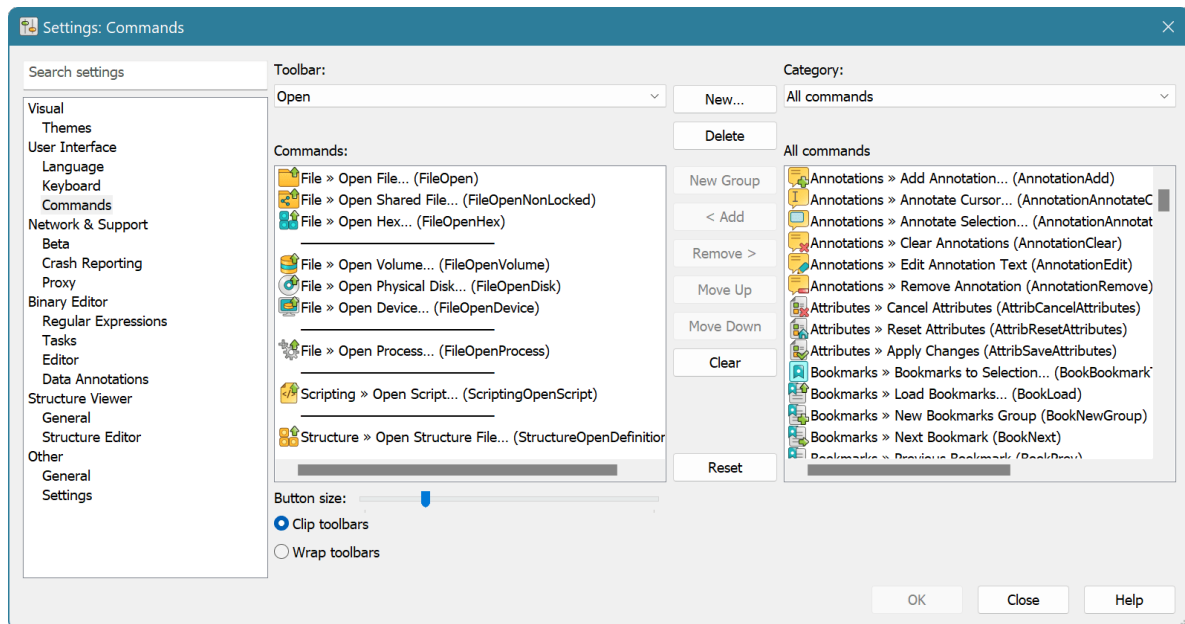 Settings: Commands
Search settings
Visual
Themes
User Interface
Language
Keyboard
Commands
Network & Support
Beta
Crash Reporting
Proxy
Binary Editor
Regular Expressions
Tasks
Editor
Data Annotations
Structure Viewer
General
Structure Editor
Other
General
Settings
Toolbar:
Open
Commands:
File » Open File... (FileOpen)
File » Open Shared File... (FileOpenNonLocked)
File » Open Hex... (FileOpenHex)
File » Open Volume... (FileOpenVolume)
File » Open Physical Disk... (FileOpenDisk)
File » Open Device... (FileOpenDevice)
File » Open Process... (FileOpenProcess)
Scripting » Open Script... (ScriptingOpenScript)
Structure » Open Structure File... (StructureOpenDefinition
Button size:
Clip toolbars
Wrap toolbars
New...
Delete
New Group
< Add
Remove >
Move Up
Move Down
Clear
Reset
Category:
All commands
All commands
Annotations » Add Annotation... (AnnotationAdd)
Annotations » Annotate Cursor... (AnnotationAnnotateC
Annotations » Annotate Selection... (AnnotationAnnotat
Annotations » Clear Annotations (AnnotationClear)
Annotations » Edit Annotation Text (AnnotationEdit)
Annotations » Remove Annotation (AnnotationRemove)
Attributes » Cancel Attributes (AttribCancelAttributes)
Attributes » Reset Attributes (AttribResetAttributes)
Attributes » Apply Changes (AttribSaveAttributes)
Bookmarks » Bookmarks to Selection... (BookBookmark
Bookmarks » Load Bookmarks... (BookLoad)
Bookmarks » New Bookmarks Group (BookNewGroup)
Bookmarks » Next Bookmark (BookNext)
Bookmarks » Previous Bookmark (BookPrev)
OK
Close
Help